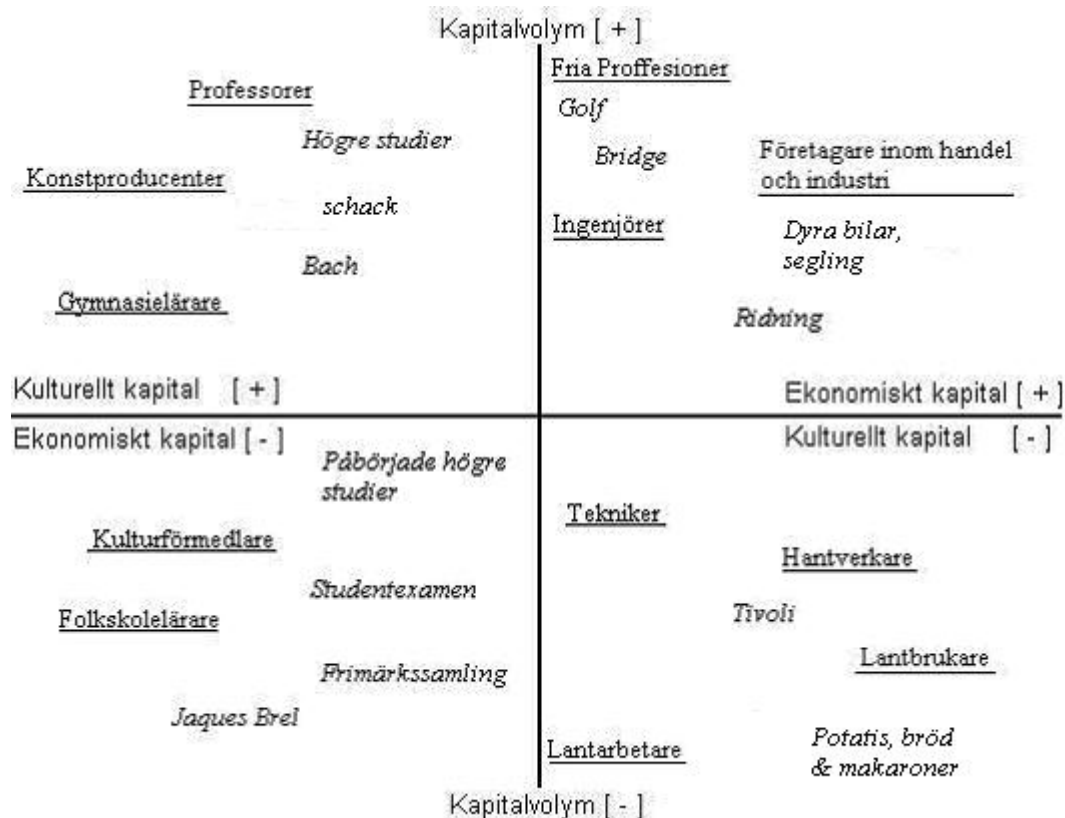 Kapitalvolym [ + ]
Fria Proffesioner
Professorer
Golf
Högre studier
Bridge
Företagare inom handel
och industri
Konstproducenter
schack
Ingenjörer
Dyra bilar,
segling
Bach
Gymnasielärare
Ridning
Kulturellt kapital [ + ]
Ekonomiskt kapital [ + ]
Ekonomiskt kapital [ - ]
Kulturellt kapital [ - ]
Påbörjade högre
studier
Tekniker
Kulturförmedlare
Hantverkare
Studentexamen
Folkskolelärare
Tivoli
Lantbrukare
Frimärkssamling
Jaques Brel
Lantarbetare
Potatis, bröd
& makaroner
Kapitalvolym [ - ]